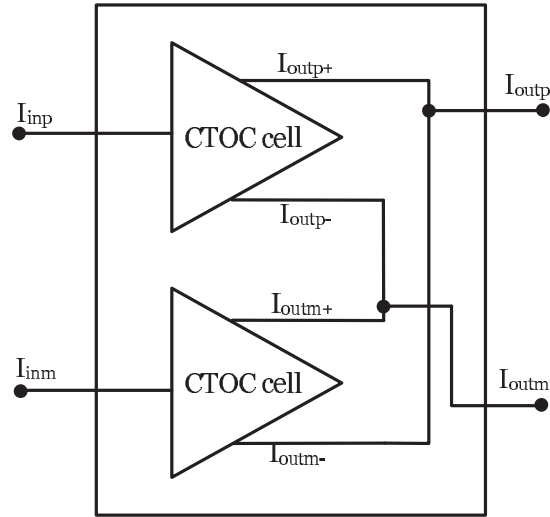 Ioutp+
Ioutp
Iinp
CTOC cell
Ioutp-
Ioutm+
Iinm
CTOC cell
Ioutm
Ioutm-